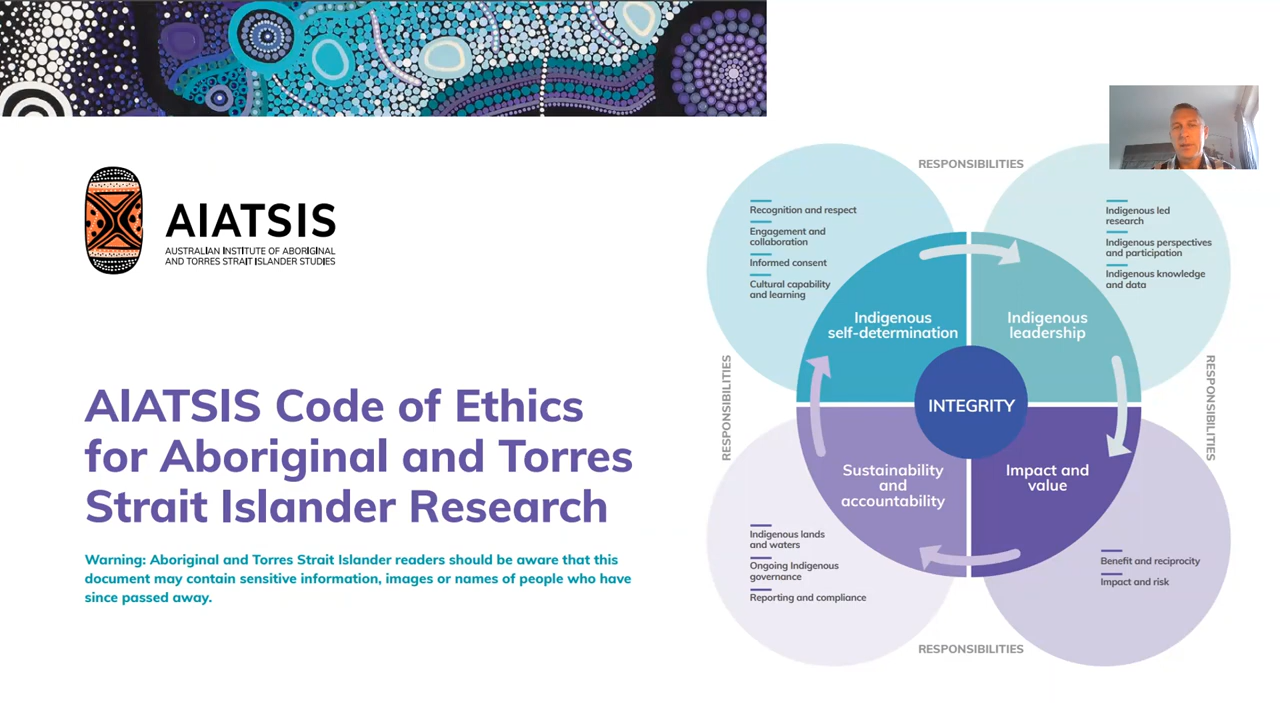 AIATSIS
AUSTRALIAN INSTITUTE OF ABORIGINAL
AND TORRES STRAIT ISLANDER STUDIES
AIATSIS Code of Ethics
for Aboriginal and Torres
Strait Islander Research
Warning: Aboriginal and Torres Strait Islander readers should be aware that this
document may contain sensitive information, images or names of people who have
since passed away.
RESPONSIBILITIES
Recognition and respect
Engagement and
collaboration
Informed consent
Cultural capability
and learning
Indigenous led
research
Indigenous perspectives
and participation
Indigenous knowledge
and data
Indigenous
self-determination
Indigenous
leadership
RESPONSIBILITIES
INTEGRITY
RESPONSIBILITIES
Sustainability
and
accountability
Impact and
value
Indigenous lands
and waters
Ongoing Indigenous
governance
Reporting and compliance
Benefit and reciprocity
Impact and risk
RESPONSIBILITIES